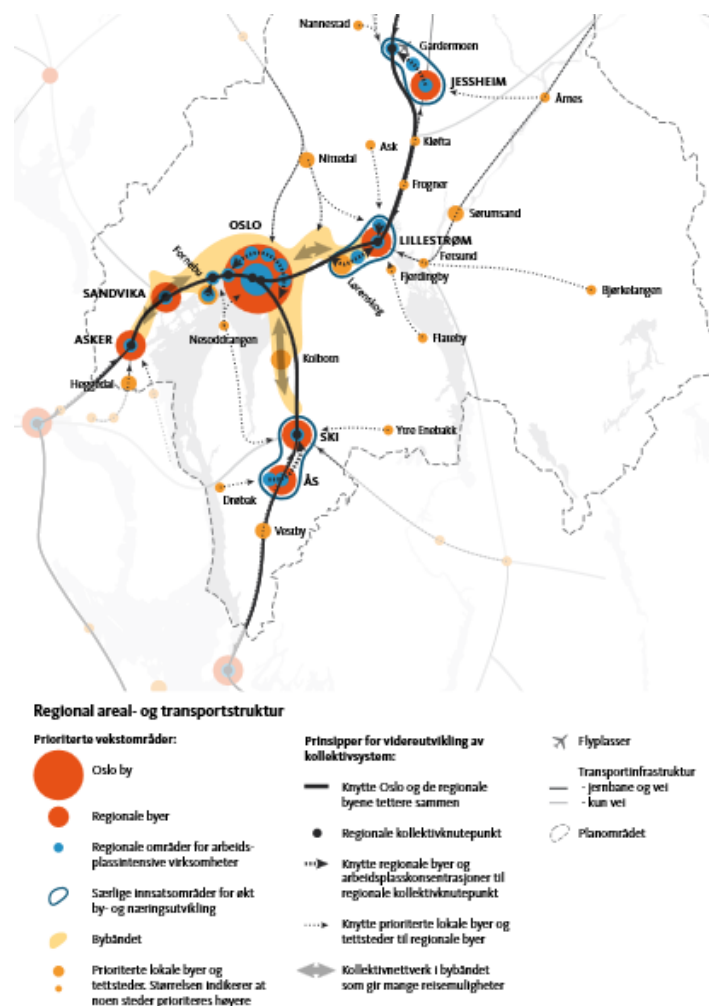 Nannestad
Gardermoen
JESSHEIM
Årnes
Kløfta
Ask
Nittedal
Frogner
Sørumsand
OSLO
LILLESTRØM
Fetsund
Fornebu
Lørenskog
Fjerdingby
Bjørkelangen
SANDVIKA
Nesoddtangen
Flateby
ASKER
Kolbotn
Heggedal
SKI
Ytre Enebakk
ÅS
Drøbak
Vestby
Regional areal- og transportstruktur
Prioriterte vekstområder:
Oslo by
Regionale byer
Regionale områder for arbeids-
plassintensive virksomheter
Særlige innsatsområder for økt
by- og næringsutvikling
Bybåndet
Prioriterte lokale byer og
tettsteder. Størrelsen indikerer at
noen steder prioriteres høyere
Prinsipper for videreutvikling av
kollektivsystem:
Knytte Oslo og de regionale
byene tettere sammen
Regionale kollektivknutepunkt
Knytte regionale byer og
arbeidsplasskonsentrasjoner til
regionale kollektivknutepunkt
Knytte prioriterte lokale byer og
tettsteder til regionale byer
Kollektivnettverk i bybåndet
som gir mange reisemuligheter
Flyplasser
Transportinfrastruktur
- jernbane og vei
- kun vei
Planområdet